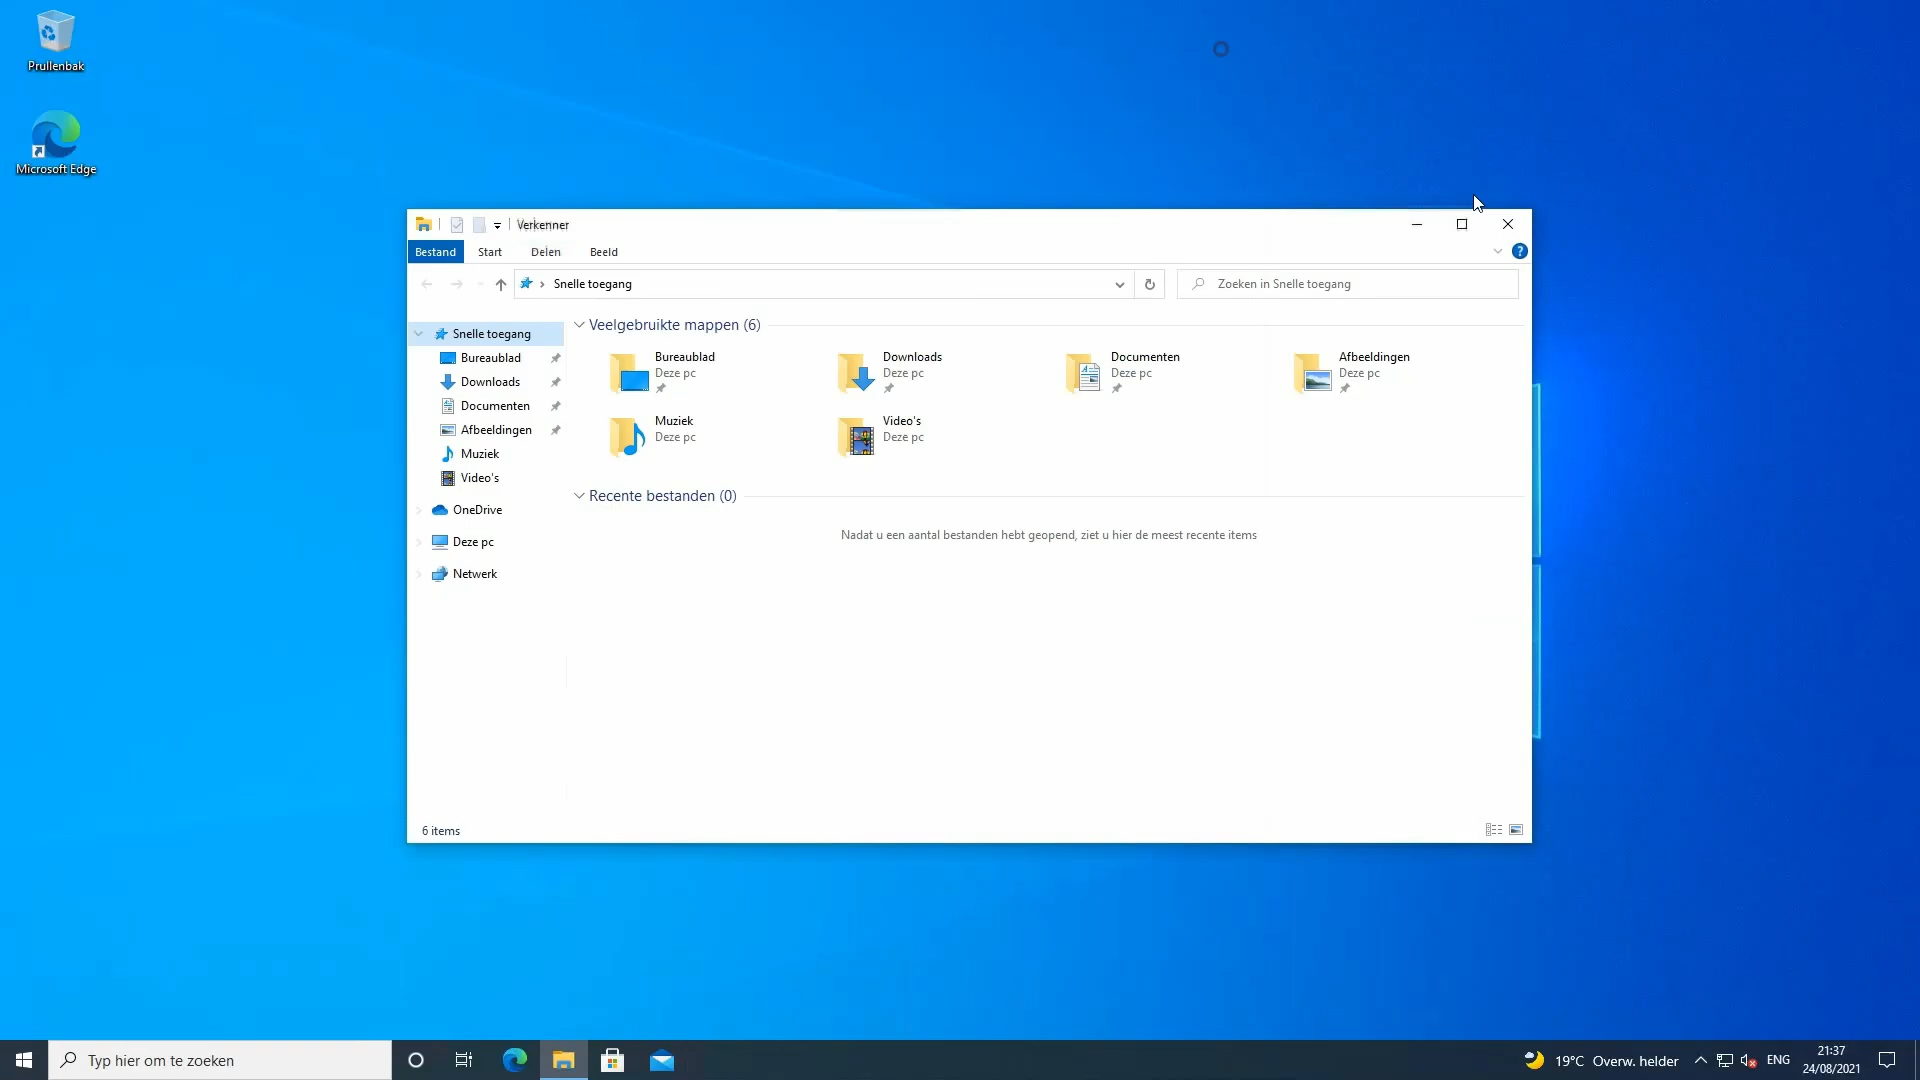 Prullenbak
Microsoft Edge
Verkenner
Bestand Start Delen Beeld
Snelle toegang
Zoeken in Snelle toegang
Snelle toegang
Bureaublad
Downloads
Documenten
Afbeeldingen
Muziek
Video's
OneDrive
Deze pc
Netwerk
Veelgebruikte mappen (6)
Bureaublad
Deze pc
Downloads
Deze pc
Documenten
Deze pc
Afbeeldingen
Deze pc
Muziek
Deze pc
Video's
Deze pc
Recente bestanden (0)
Nadat u een aantal bestanden hebt geopend, ziet u hier de meest recente items
6 items
Typ hier om te zoeken
19°C Overw. helder
ENG
21:37
24/08/2021